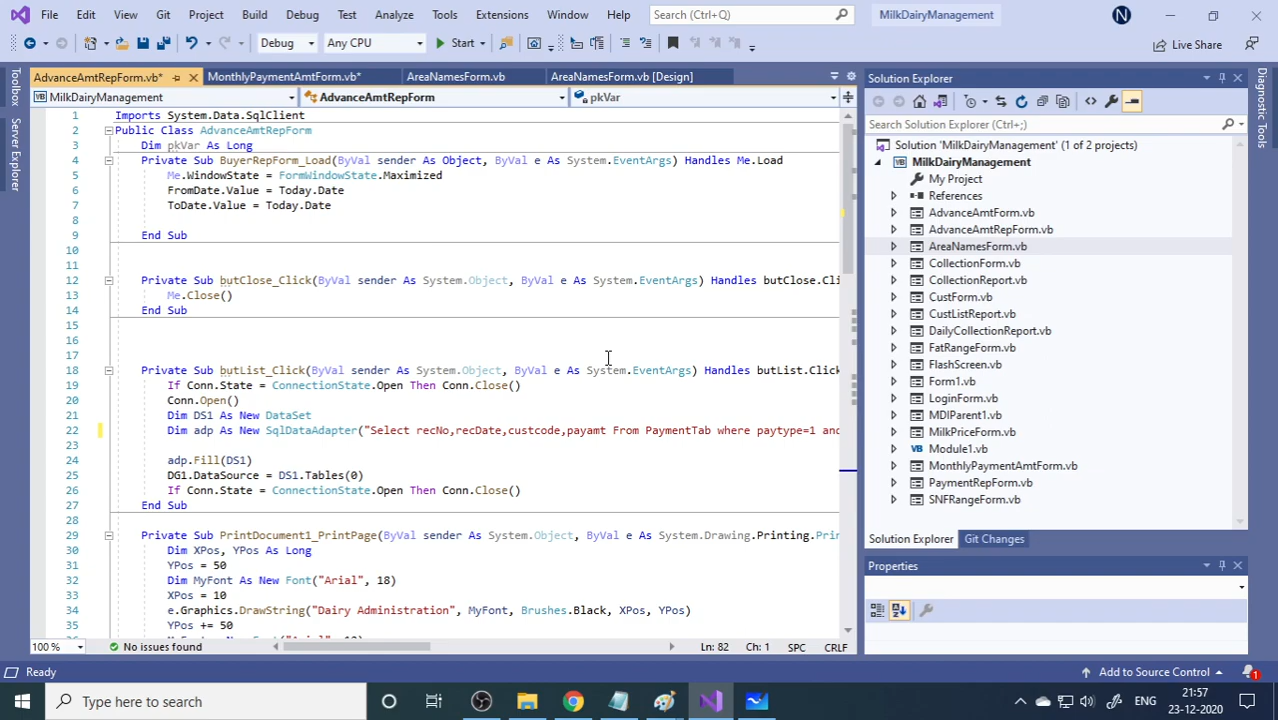 File Edit View Git Project Build Debug Test Analyze Tools Extensions Window Help Search (Ctrl+Q) MilkDairyManagement N
Debug Any CPU Start Live Share
AdvanceAmtRepForm.vb* MonthlyPaymentAmtForm.vb* AreaNamesForm.vb AreaNamesForm.vb [Design]
MilkDairyManagement AdvanceAmtRepForm pkVar
Toolbox
Server Explorer
1 Imports System.Data.SqlClient
2 Public Class AdvanceAmtRepForm
3 Dim pkVar As Long
4 Private Sub BuyerRepForm_Load(ByVal sender As Object, ByVal e As System.EventArgs) Handles Me.Load
5 Me.WindowState = FormWindowState.Maximized
6 FromDate.Value = Today.Date
7 ToDate.Value = Today.Date
8
9 End Sub
10
11
12 Private Sub butClose_Click(ByVal sender As System.Object, ByVal e As System.EventArgs) Handles butClose.Cli
13 Me.Close()
14 End Sub
15
16
17
18 Private Sub butList_Click(ByVal sender As System.Object, ByVal e As System.EventArgs) Handles butList.Click
19 If Conn.State = ConnectionState.Open Then Conn.Close()
20 Conn.Open()
21 Dim DS1 As New DataSet
22 Dim adp As New SqlDataAdapter("Select recNo,recDate,custcode,payamt From PaymentTab where paytype=1 and
24 adp.Fill(DS1)
25 DG1.DataSource = DS1.Tables(0)
26 If Conn.State = ConnectionState.Open Then Conn.Close()
27 End Sub
28
29 Private Sub PrintDocument1_PrintPage(ByVal sender As System.Object, ByVal e As System.Drawing.Printing.Prin
30 Dim XPos, YPos As Long
31 YPos = 50
32 Dim MyFont As New Font("Arial", 18)
33 XPos = 10
34 e.Graphics.DrawString("Dairy Administration", MyFont, Brushes.Black, XPos, YPos)
35 YPos += 50
100 % No issues found Ln: 82 Ch: 1 SPC CRLF
Solution Explorer
Search Solution Explorer (Ctrl+;)
Solution 'MilkDairyManagement' (1 of 2 projects)
MilkDairyManagement
My Project
References
AdvanceAmtForm.vb
AdvanceAmtRepForm.vb
AreaNamesForm.vb
CollectionForm.vb
CollectionReport.vb
CustForm.vb
CustListReport.vb
DailyCollectionReport.vb
FatRangeForm.vb
FlashScreen.vb
Form1.vb
LoginForm.vb
MDIParent1.vb
MilkPriceForm.vb
Module1.vb
MonthlyPaymentAmtForm.vb
PaymentRepForm.vb
SNFRangeForm.vb
Solution Explorer Git Changes
Properties
Diagnostic Tools
Ready Add to Source Control 1
Type here to search ENG 21:57
23-12-2020